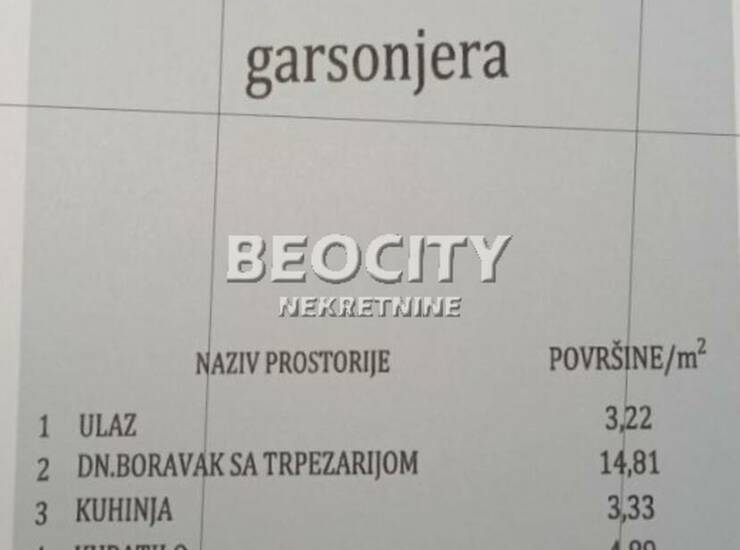 garsonjera
BEOCITY
NEKRETNINE
NAZIV PROSTORIJE POVRŠINE/m²
1 ULAZ 3,22
2 DN.BORAVAK SA TRPEZARIJOM 14,81
3 KUHINJA 3,33